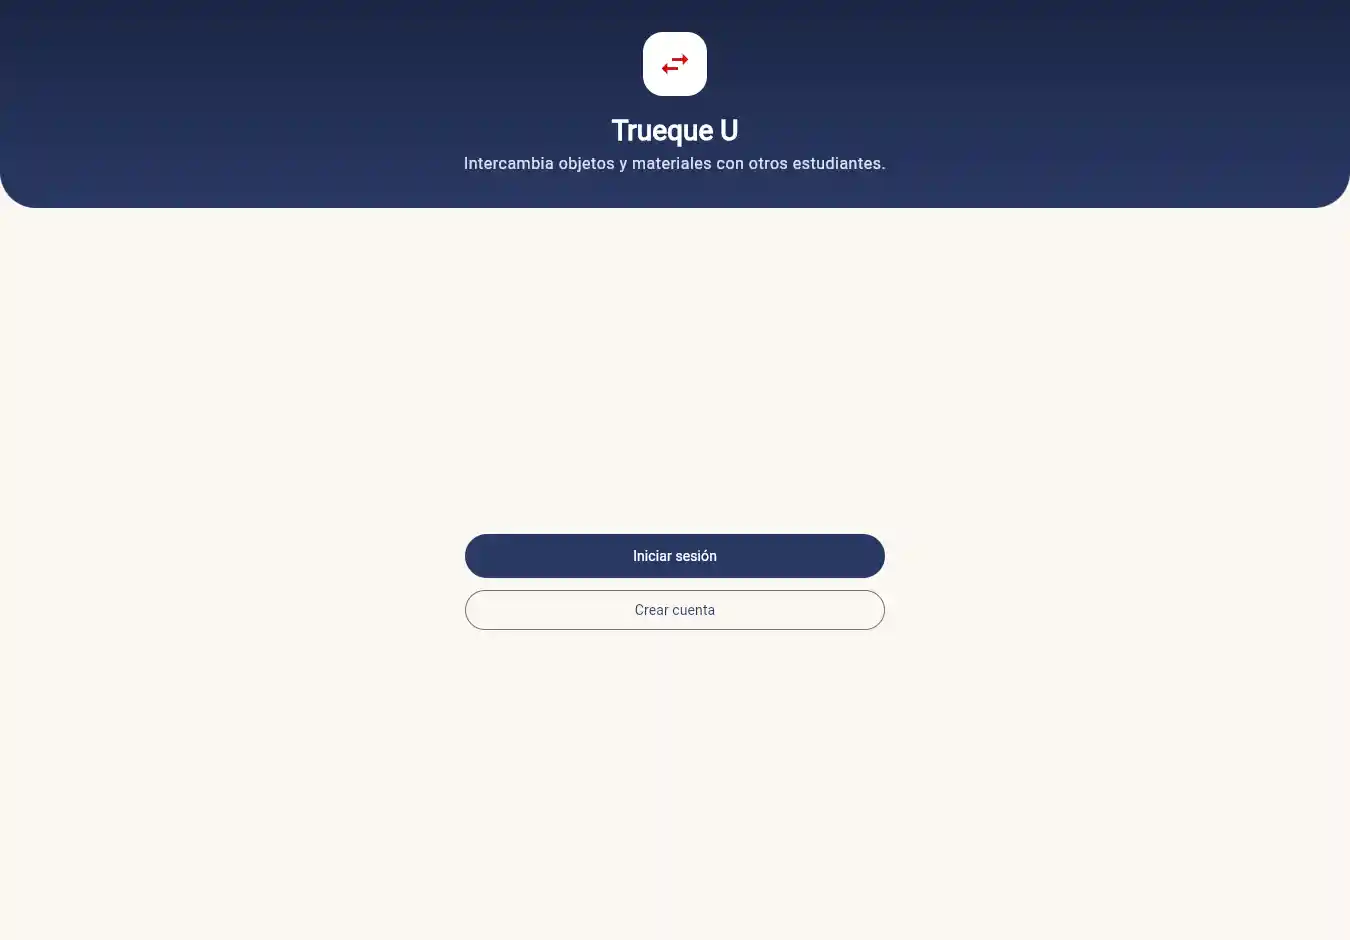 Trueque U
Intercambia objetos y materiales con otros estudiantes.
Iniciar sesión
Crear cuenta